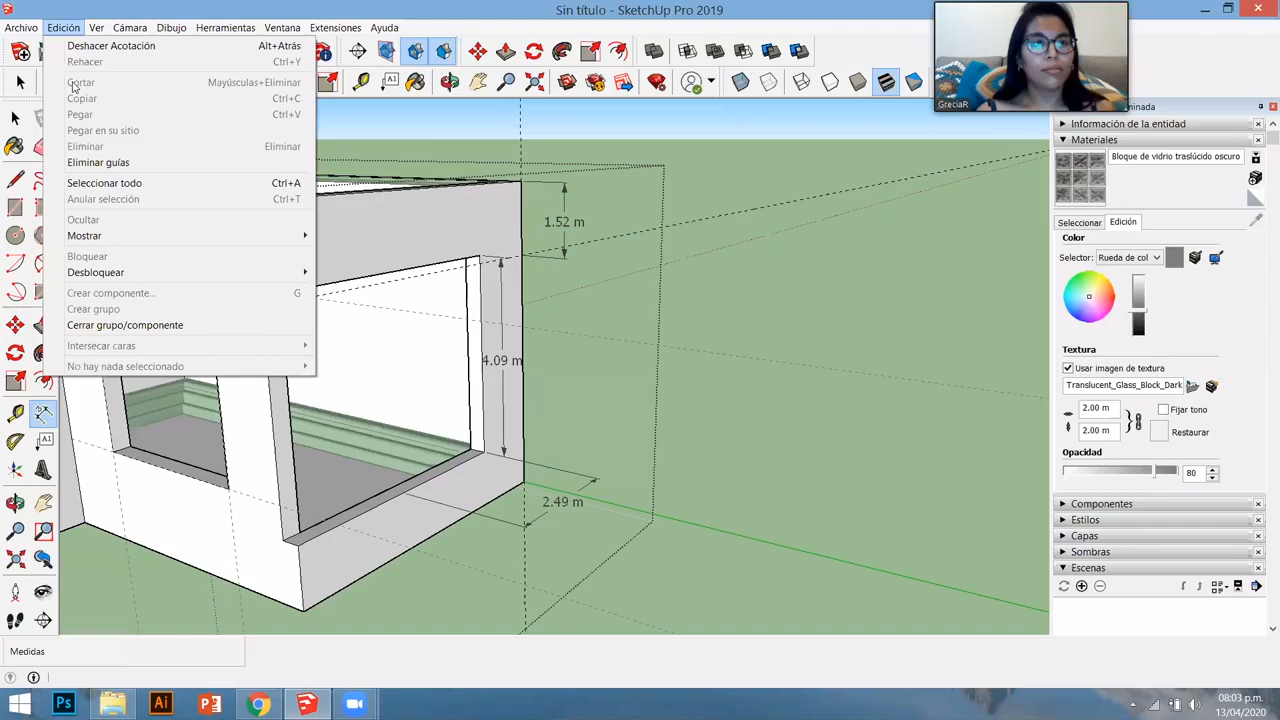 Sin título - SketchUp Pro 2019
Archivo Edición Ver Cámara Dibujo Herramientas Ventana Extensiones Ayuda
Deshacer Acotación Alt+Atrás
Rehacer Ctrl+Y
Cortar Mayúsculas+Eliminar
Copiar Ctrl+C
Pegar Ctrl+V
Pegar en su sitio
Eliminar Eliminar
Eliminar guías
Seleccionar todo Ctrl+A
Anular selección Ctrl+T
Ocultar
Mostrar
Bloquear
Desbloquear
Crear componente... G
Crear grupo
Cerrar grupo/componente
Intersecar caras
No hay nada seleccionado
A1
A1
1.52 m
4.09 m
2.49 m
GreciaR
minada
Información de la entidad
Materiales
Bloque de vidrio traslúcido oscuro
Seleccionar Edición
Color
Selector: Rueda de col
Textura
Usar imagen de textura
Translucent_Glass_Block_Dark
2.00 m
Fijar tono
2.00 m
Restaurar
Opacidad
80
Componentes
Estilos
Capas
Sombras
Escenas
Medidas
Ps
Ai
P
08:03 p.m.
13/04/2020